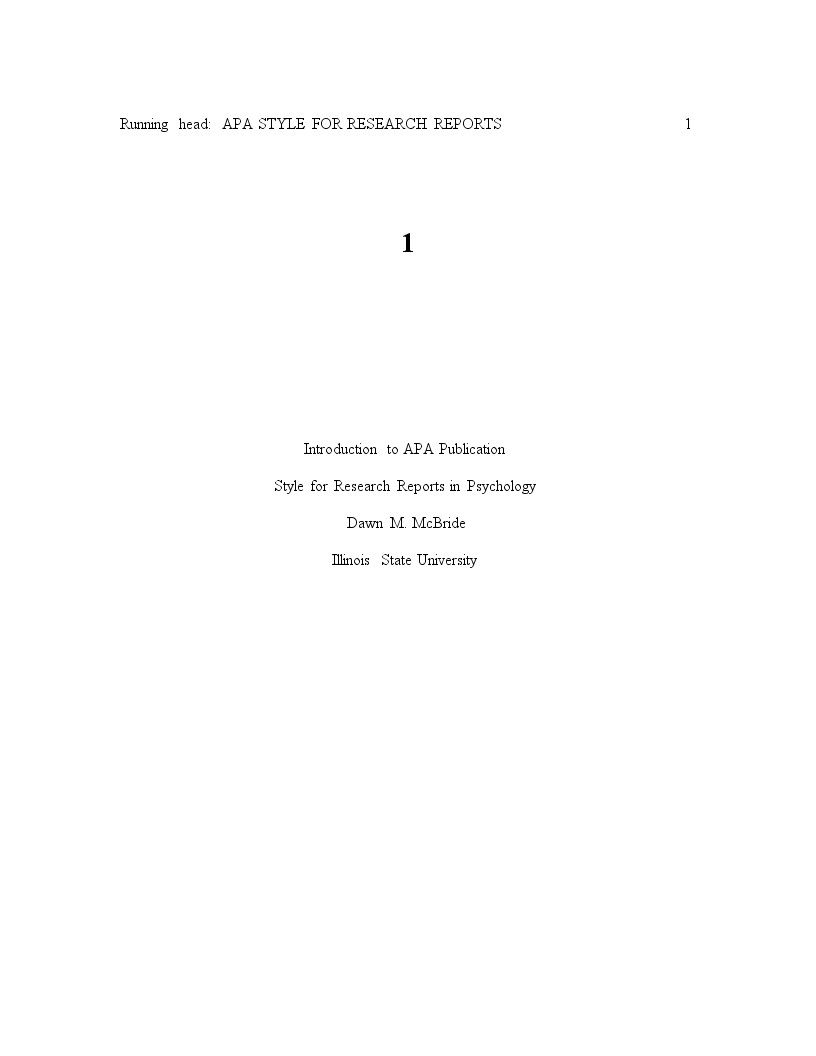 Running head: APA STYLE FOR RESEARCH REPORTS 1
1
Introduction to APA Publication
Style for Research Reports in Psychology
Dawn M. McBride
Illinois State University